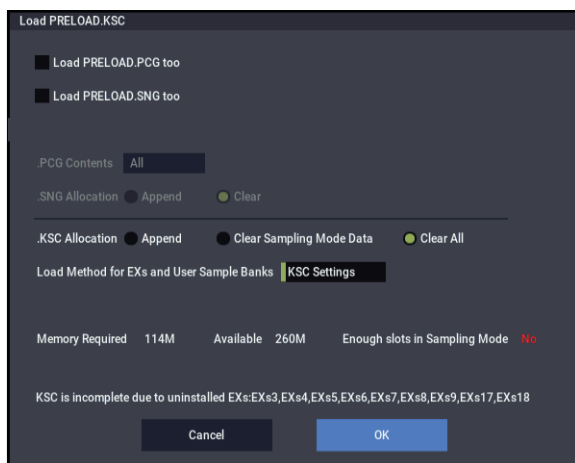 Load PRELOAD.KSC
Load PRELOAD.PCG too
Load PRELOAD.SNG too
.PCG Contents All
.SNG Allocation Append Clear
.KSC Allocation Append Clear Sampling Mode Data Clear All
Load Method for EXs and User Sample Banks KSC Settings
Memory Required 114M Available 260M Enough slots in Sampling Mode No
KSC is incomplete due to uninstalled EXs:EXs3,EXs4,EXs5,EXs6,EXs7,EXs8,EXs9,EXs17,EXs18
Cancel OK